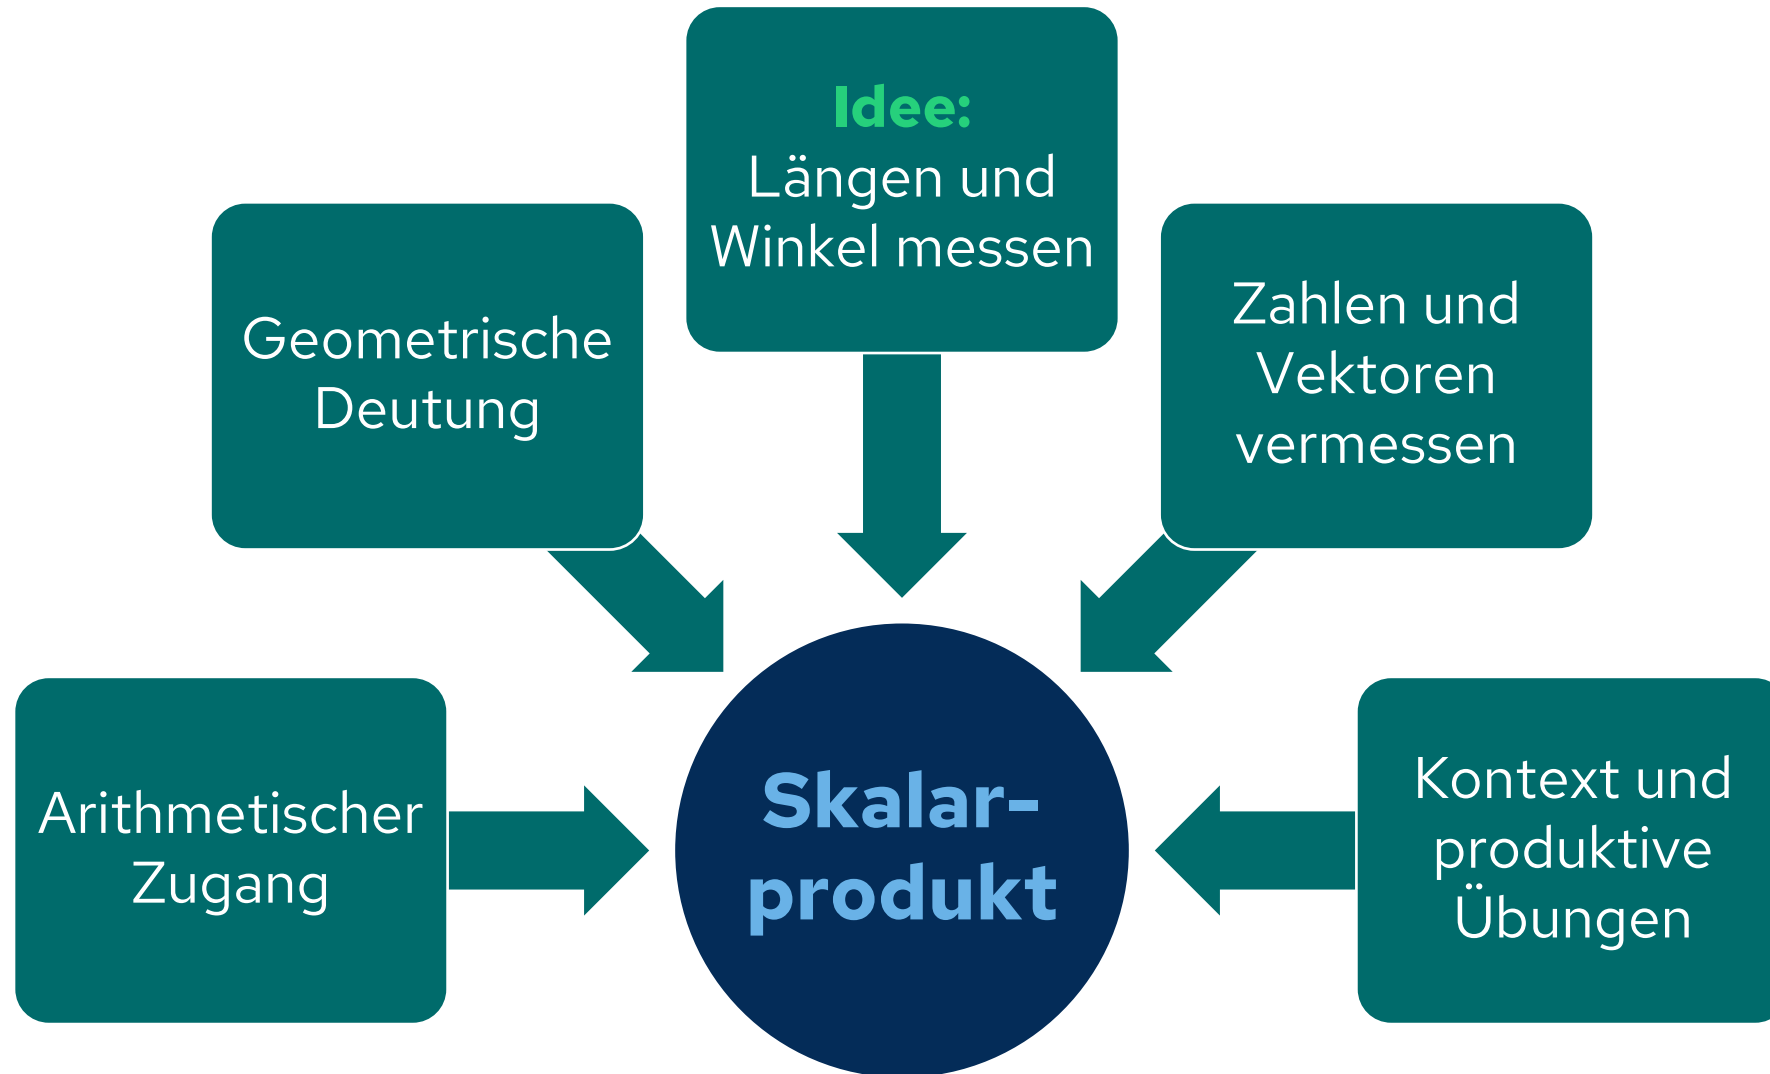 Idee:
Längen und
Winkel messen
Geometrische
Deutung
Zahlen und
Vektoren
vermessen
Arithmetischer
Zugang
Skalar-
produkt
Kontext und
produktive
Übungen